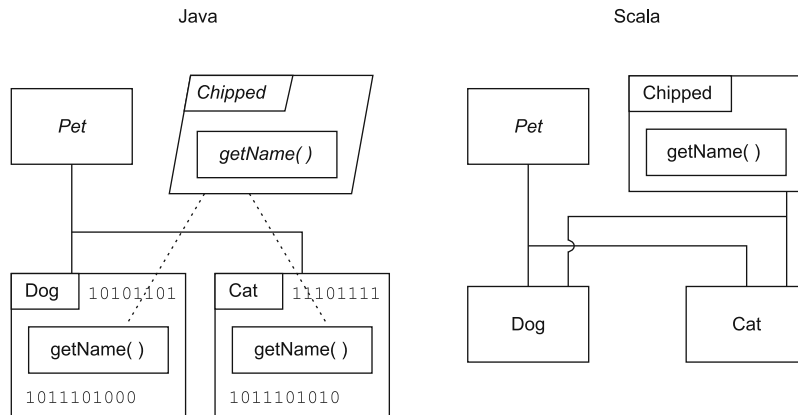 Java
Scala
Chipped
Pet
getName( )
Chipped
Pet
getName( )
Dog
10101101
Cat
11101111
getName( )
getName( )
1011101000
1011101010
Dog
Cat